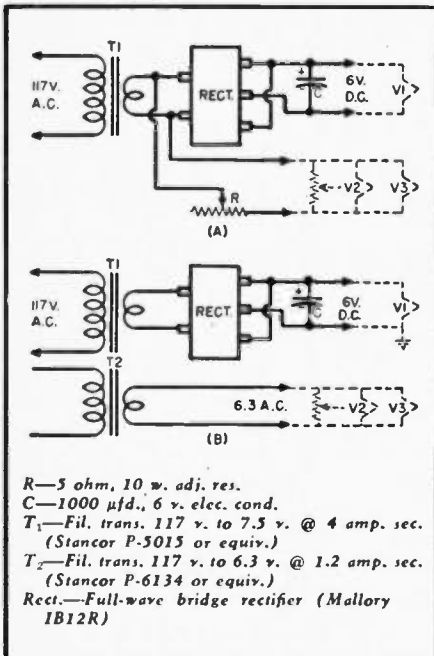 T1
117V.
A.C.
RECT.
+
C
6V.
D.C.
V1
R
V2
V3
(A)
T1
117V.
A.C.
RECT.
+
C
6V.
D.C.
V1
T2
6.3 A.C.
V2
V3
(B)
R—5 ohm, 10 w. adj. res.
C—1000 µfd., 6 v. elec. cond.
T₁—Fil. trans. 117 v. to 7.5 v. @ 4 amp. sec.
(Stancor P-5015 or equiv.)
T₂—Fil. trans. 117 v. to 6.3 v. @ 1.2 amp. sec.
(Stancor P-6134 or equiv.)
Rect.—Full-wave bridge rectifier (Mallory
IB12R)